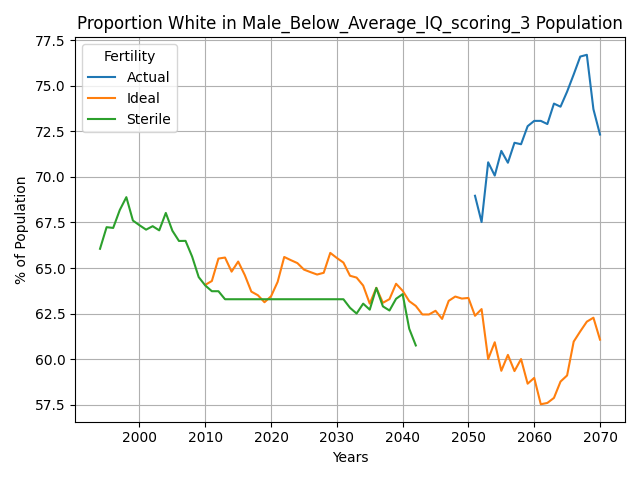 Proportion White in Male_Below_Average_IQ_scoring_3 Population
77.5
75.0
72.5
70.0
67.5
65.0
62.5
60.0
57.5
% of Population
Fertility
Actual
Ideal
Sterile
2000 2010 2020 2030 2040 2050 2060 2070
Years